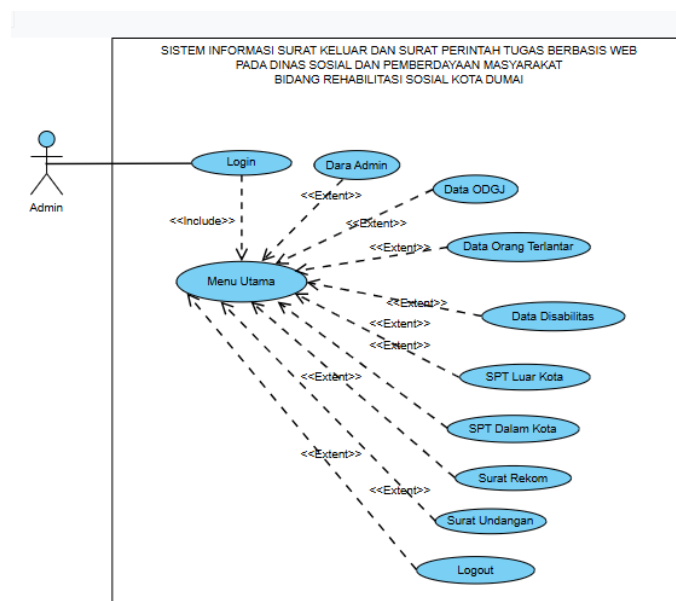 SISTEM INFORMASI SURAT KELUAR DAN SURAT PERINTAH TUGAS BERBASIS WEB
PADA DINAS SOSIAL DAN PEMBERDAYAAN MASYARAKAT
BIDANG REHABILITASI SOSIAL KOTA DUMAI
Admin
Login
Dara Admin
<<Extent>>
Data ODGJ
<<Include>>
<<Extent>>
Data Orang Terlantar
<<Extent>>
Menu Utama
<<Extent>>
Data Disabilitas
<<Extent>>
<<Extent>>
SPT Luar Kota
<<Extent>>
SPT Dalam Kota
<<Extent>>
Surat Rekom
<<Extent>>
Surat Undangan
Logout